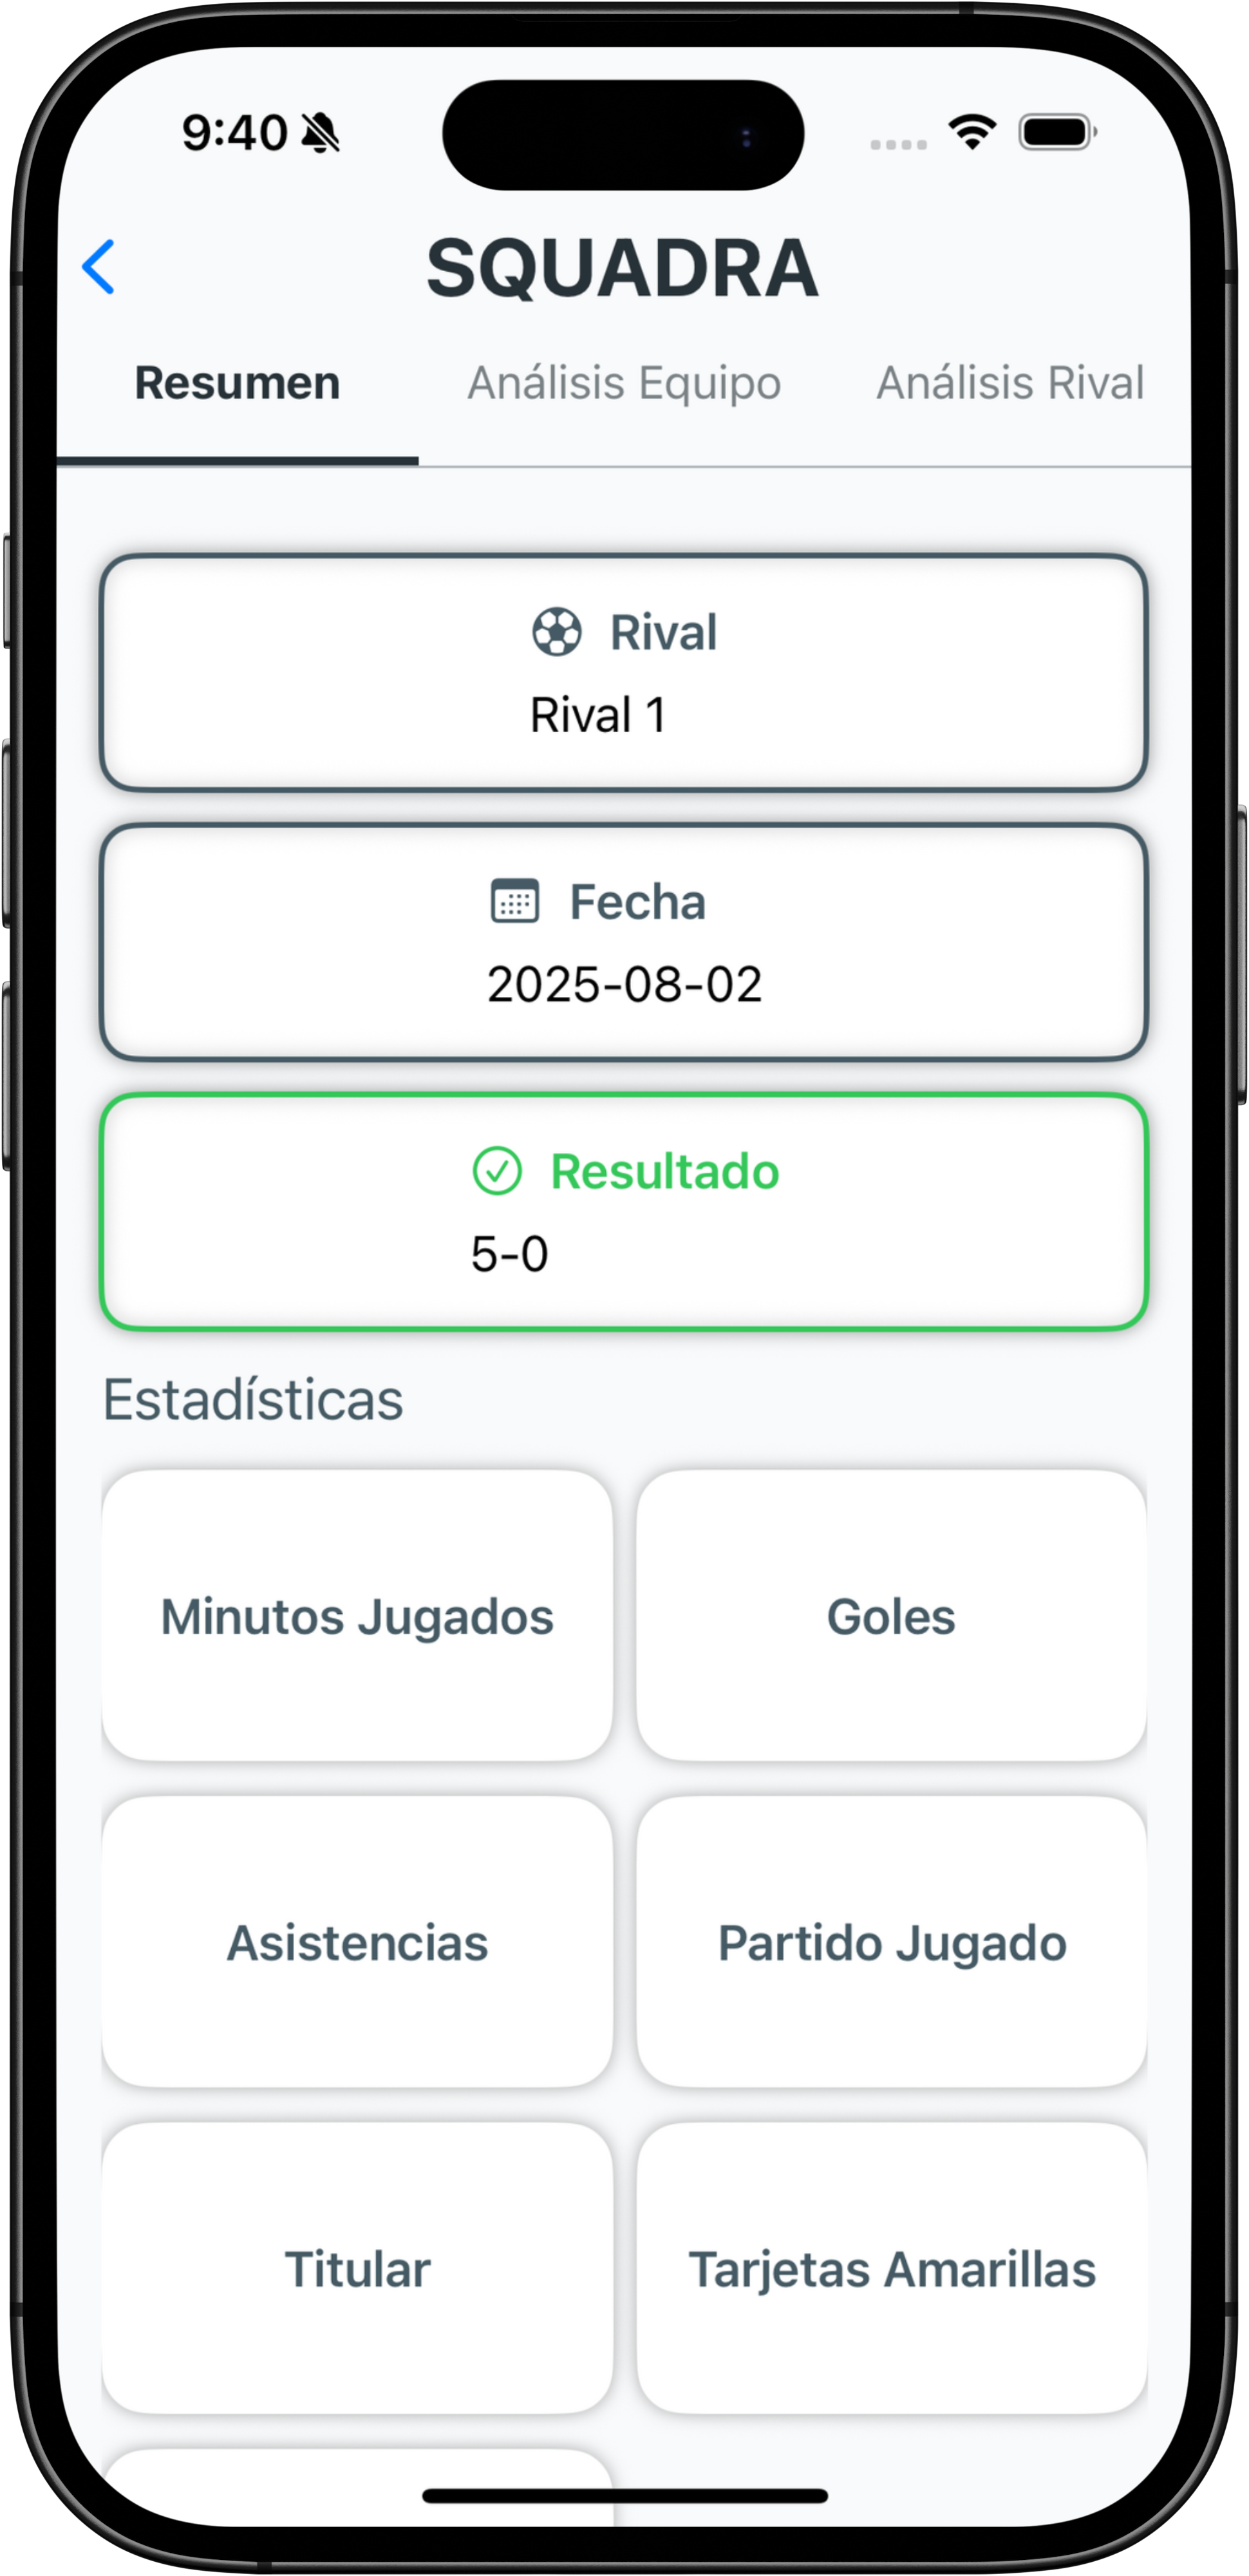 9:40
SQUADRA
Resumen Análisis Equipo Análisis Rival
Rival
Rival 1
Fecha
2025-08-02
Resultado
5-0
Estadísticas
Minutos Jugados Goles
Asistencias Partido Jugado
Titular Tarjetas Amarillas